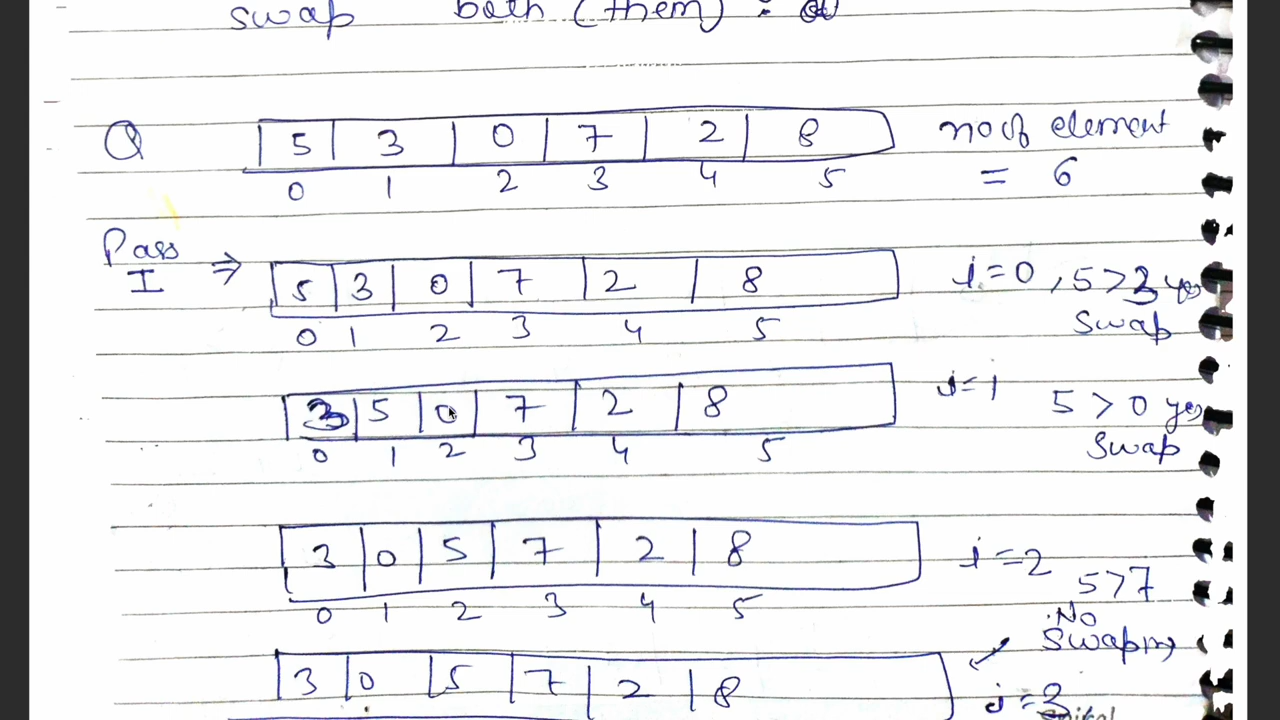 swap both (them) :
Q 5 3 0 7 2 8 no of element
0 1 2 3 4 5 = 6
Pass
I ⇒ 5 3 0 7 2 8 i=0, 5>3 yes
0 1 2 3 4 5 Swap
3 5 0 7 2 8 i=1 5>0 yes
0 1 2 3 4 5 Swap
3 0 5 7 2 8 i=2 5>7
0 1 2 3 4 5 No
Swapping
3 0 5 7 2 8 i=3